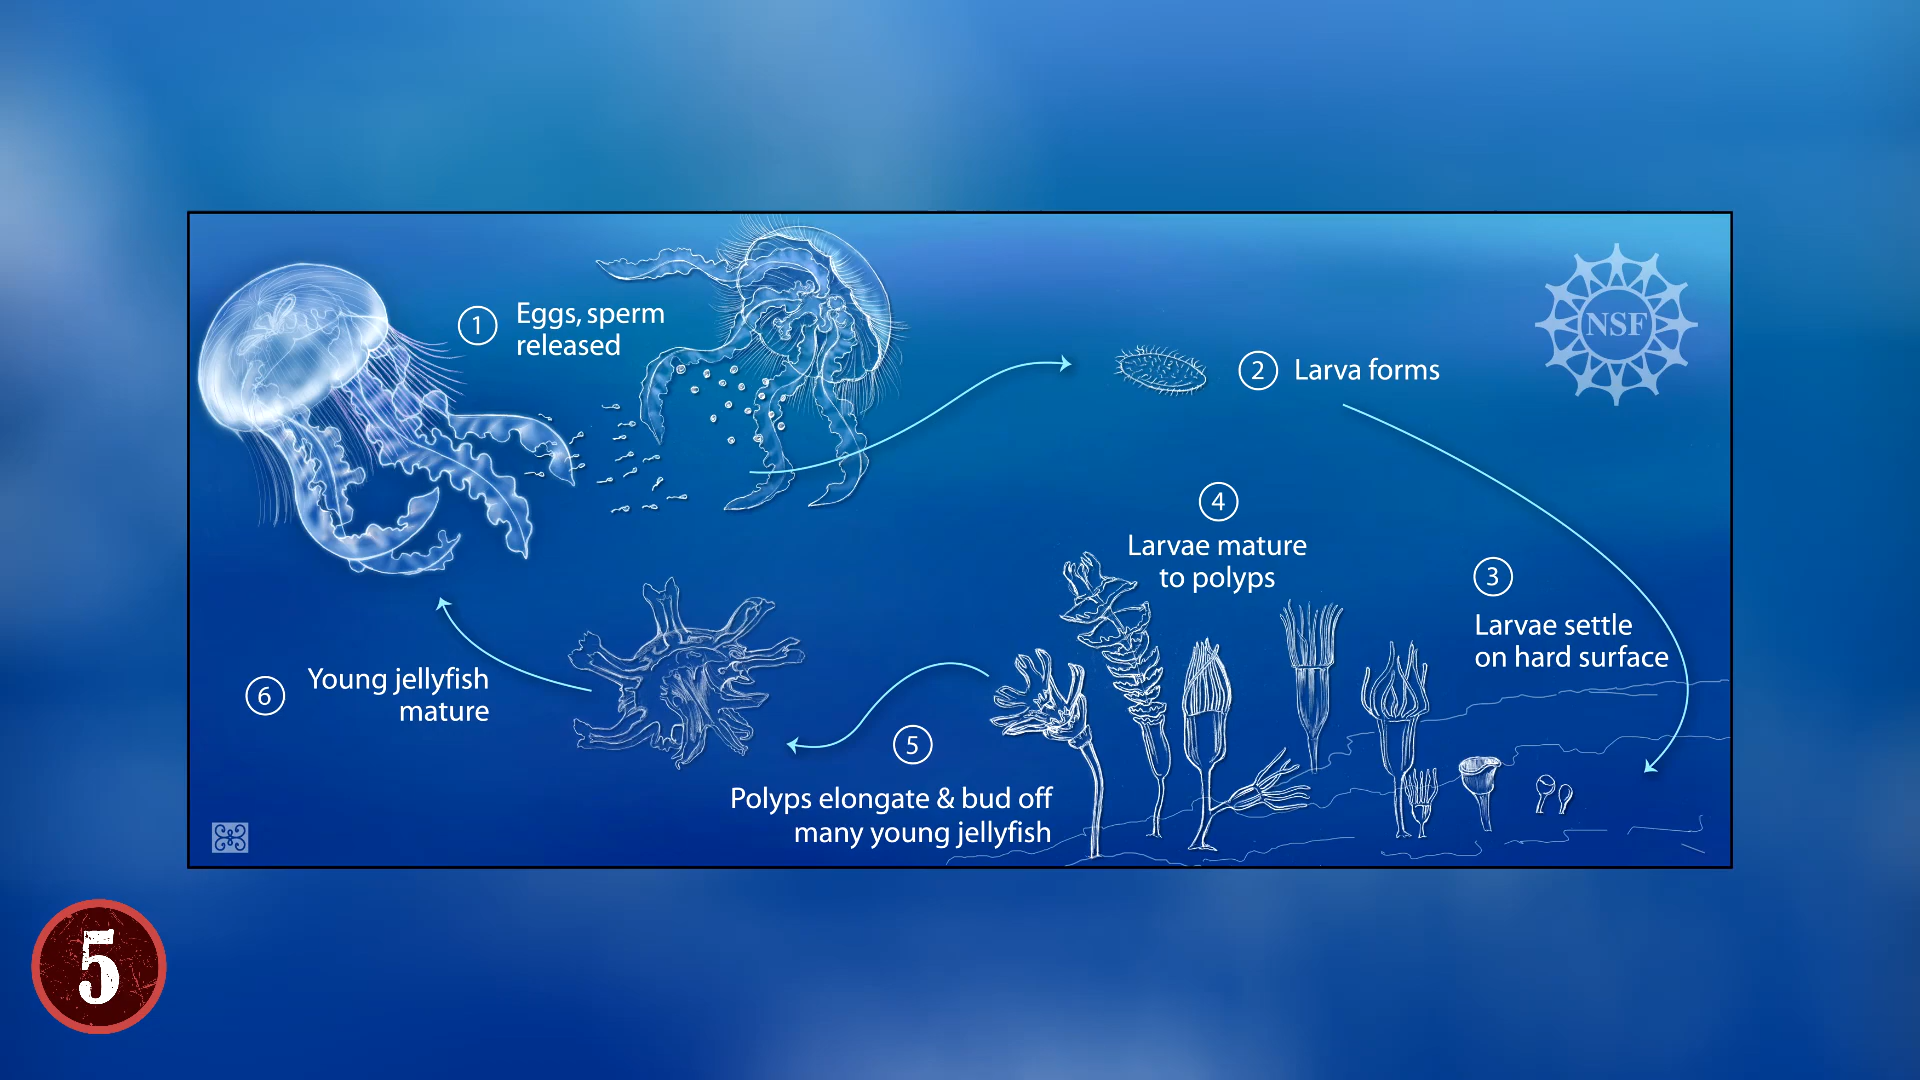 1
Eggs, sperm
released
2
Larva forms
NSF
3
Larvae settle
on hard surface
4
Larvae mature
to polyps
5
Polyps elongate & bud off
many young jellyfish
6
Young jellyfish
mature
5